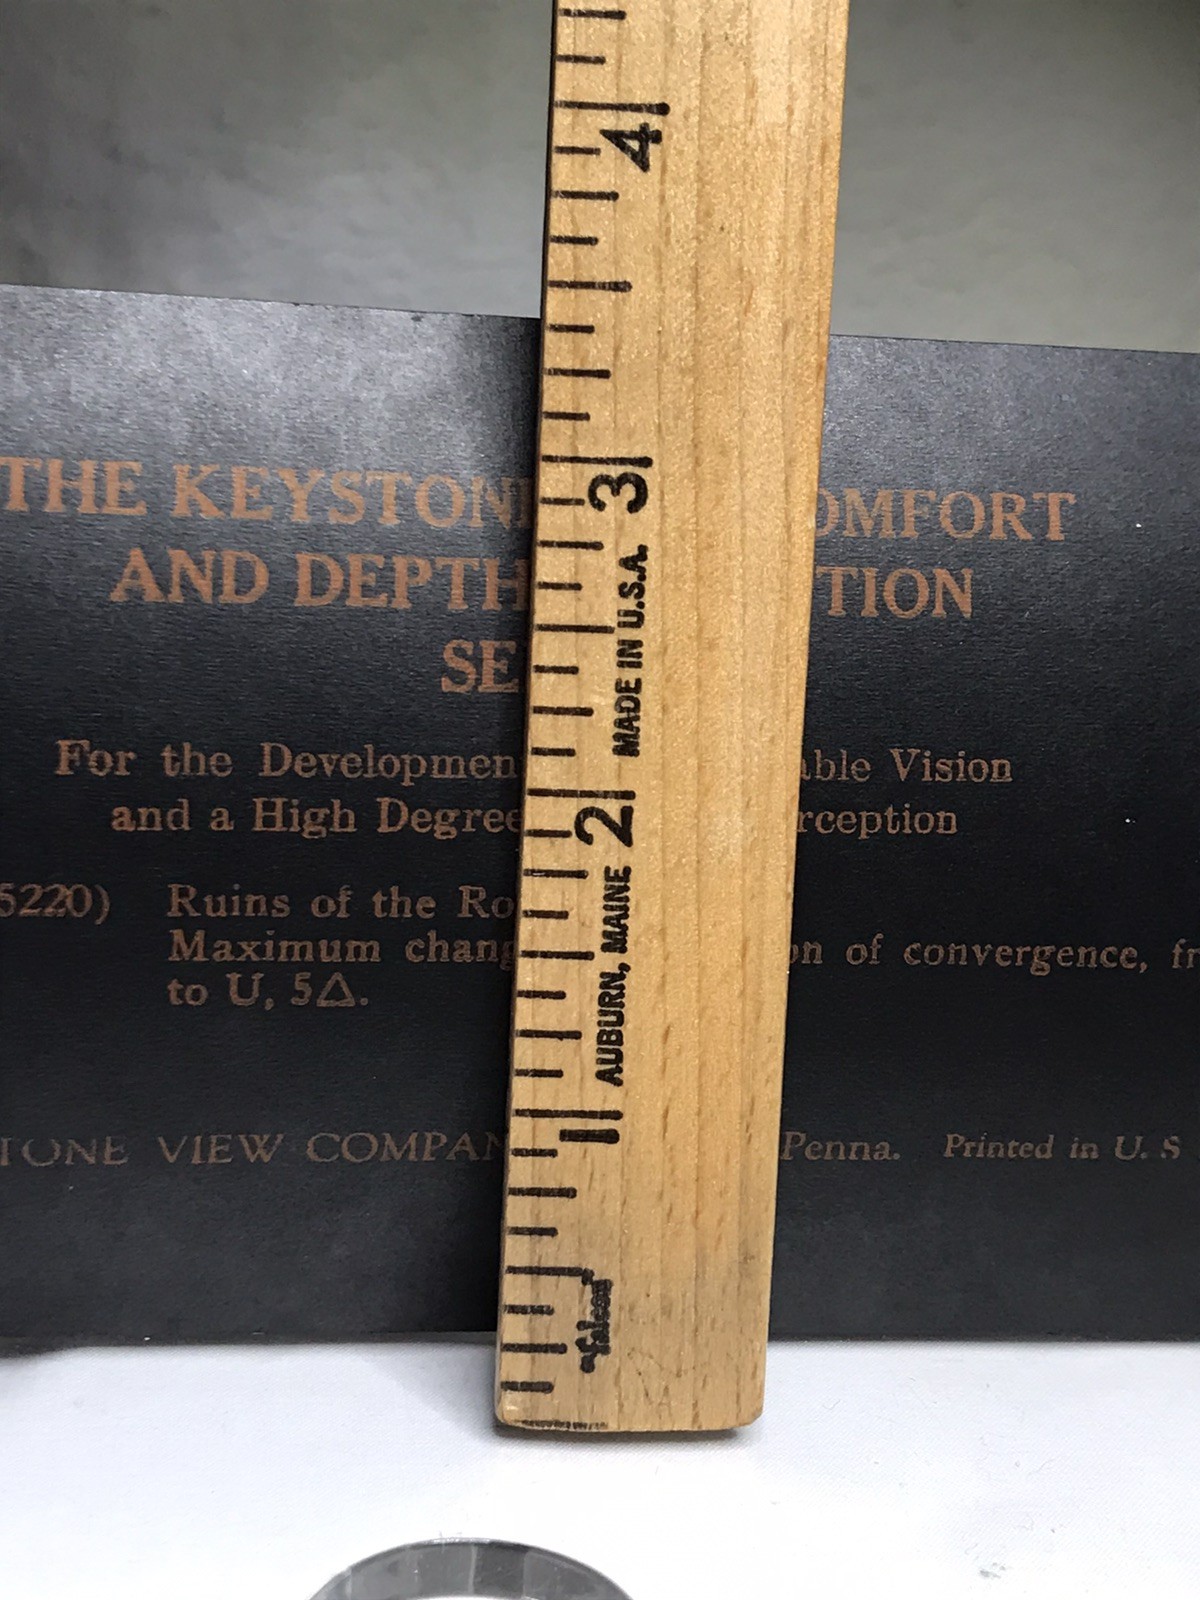 4
3
MADE IN U.S.A.
2
AUBURN, MAINE
1
"Falcon"
THE KEYSTON OMFORT
AND DEPTH TION
SE
For the Developmen able Vision
and a High Degree rception
5220) Ruins of the Ro
Maximum chang on of convergence, fr
to U, 5△.
TONE VIEW COMPAN Penna. Printed in U. S